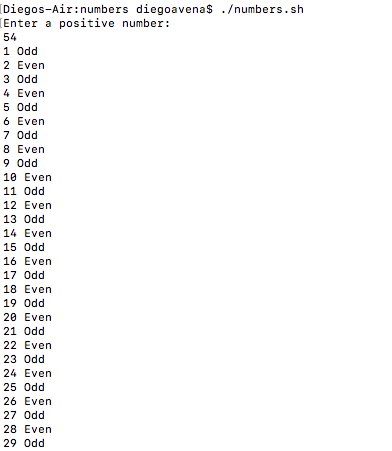 [Diegos-Air:numbers diegoavena$ ./numbers.sh
[Enter a positive number:
54
1 Odd
2 Even
3 Odd
4 Even
5 Odd
6 Even
7 Odd
8 Even
9 Odd
10 Even
11 Odd
12 Even
13 Odd
14 Even
15 Odd
16 Even
17 Odd
18 Even
19 Odd
20 Even
21 Odd
22 Even
23 Odd
24 Even
25 Odd
26 Even
27 Odd
28 Even
29 Odd